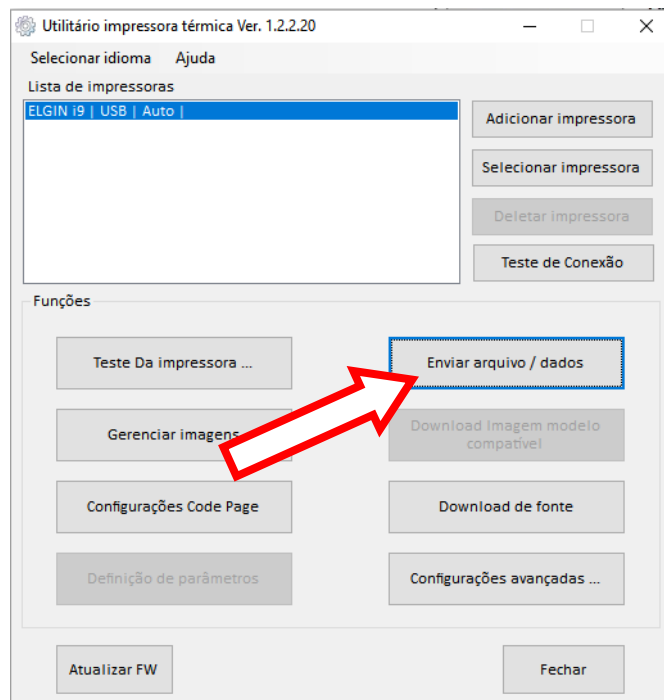 Utilitário impressora térmica Ver. 1.2.2.20
Selecionar idioma Ajuda
Lista de impressoras
ELGIN i9 | USB | Auto |
Adicionar impressora
Selecionar impressora
Deletar impressora
Teste de Conexão
Funções
Teste Da impressora ...
Enviar arquivo / dados
Gerenciar imagens
Download Imagem modelo
compatível
Configurações Code Page
Download de fonte
Definição de parâmetros
Configurações avançadas ...
Atualizar FW
Fechar